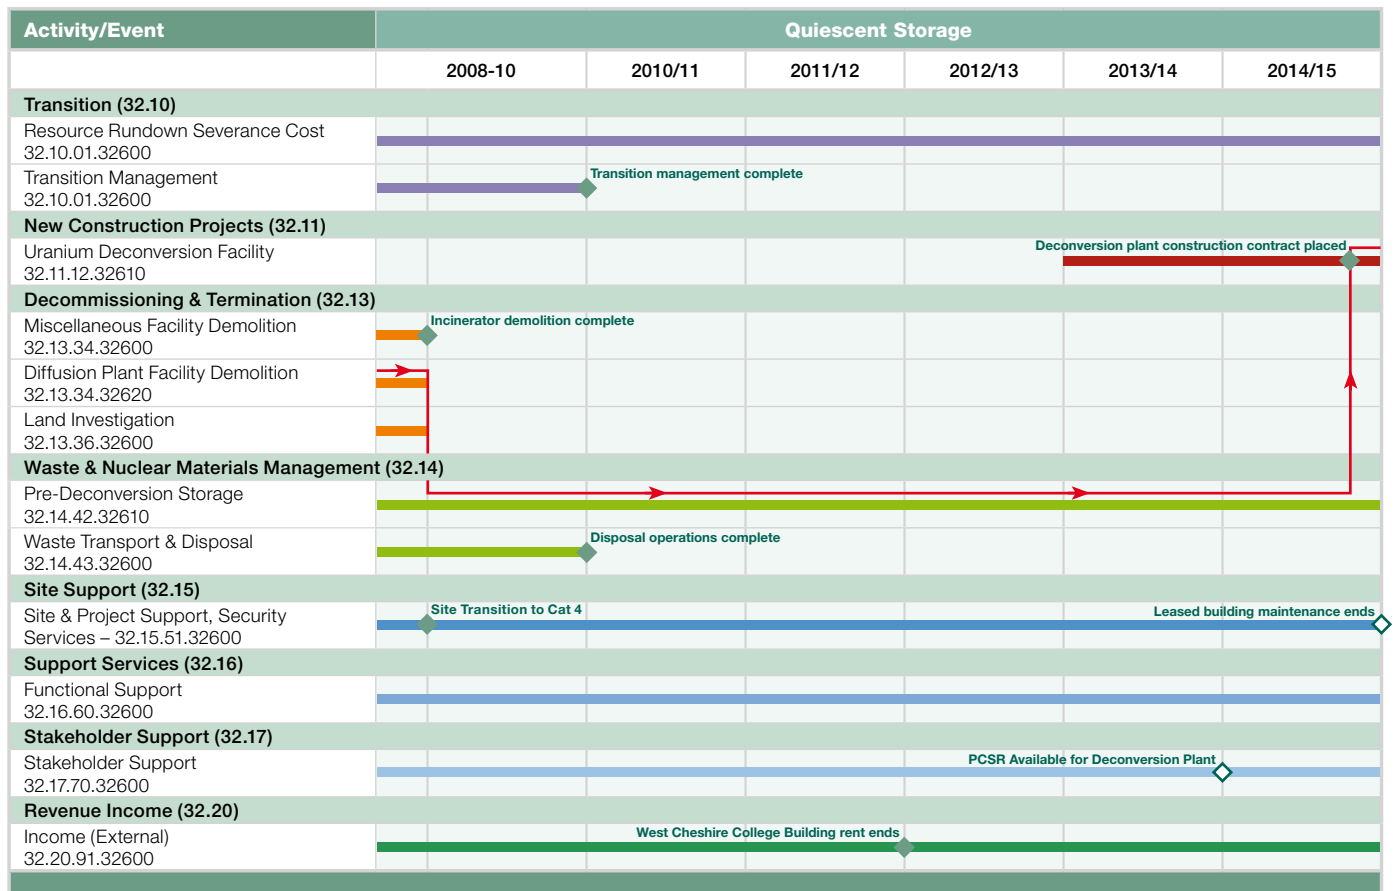 Activity/Event
Quiescent Storage
2008-10
2010/11
2011/12
2012/13
2013/14
2014/15
Transition (32.10)
Resource Rundown Severance Cost
32.10.01.32600
Transition Management
32.10.01.32600
Transition management complete
New Construction Projects (32.11)
Uranium Deconversion Facility
32.11.12.32610
Deconversion plant construction contract placed
Decommissioning & Termination (32.13)
Miscellaneous Facility Demolition
32.13.34.32600
Incinerator demolition complete
Diffusion Plant Facility Demolition
32.13.34.32620
Land Investigation
32.13.36.32600
Waste & Nuclear Materials Management (32.14)
Pre-Deconversion Storage
32.14.42.32610
Waste Transport & Disposal
32.14.43.32600
Disposal operations complete
Site Support (32.15)
Site & Project Support, Security
Services – 32.15.51.32600
Site Transition to Cat 4
Leased building maintenance ends
Support Services (32.16)
Functional Support
32.16.60.32600
Stakeholder Support (32.17)
Stakeholder Support
32.17.70.32600
PCSR Available for Deconversion Plant
Revenue Income (32.20)
Income (External)
32.20.91.32600
West Cheshire College Building rent ends